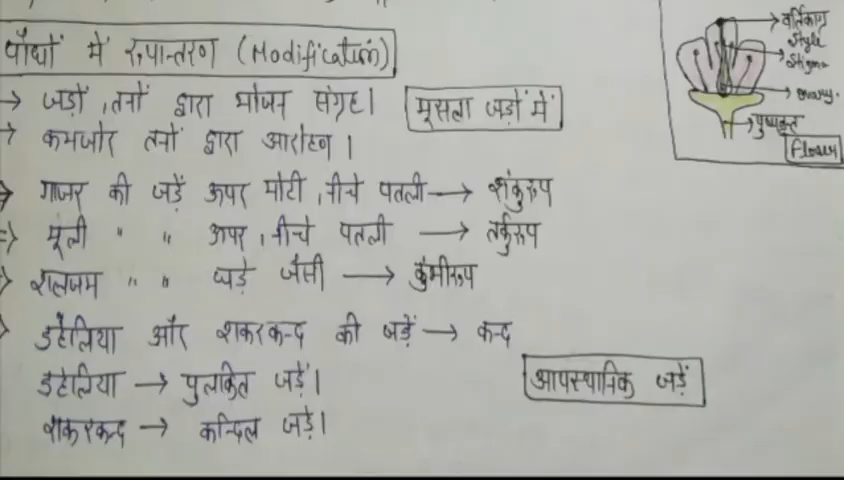 पौधों में रुपान्तरण (Modification)
→ जड़ों, तनों द्वारा भोजन संग्रह। मूसला जड़ों में
→ कमजोर तनों द्वारा आरोहण।
गाजर की जड़ें ऊपर मोटी, नीचे पतली → शंकुरूप
⇒ मूली " " ऊपर, नीचे पतली → तर्कुरूप
शलजम " " घड़े जैसी → कुंभीरूप
डहेलिया और शकरकन्द की जड़ें → कन्द
डहेलिया → पुलकित जड़ें। आपस्थानिक जड़ें
शकरकन्द → कन्दिल जड़ें।
वर्तिकाग्र
Style
Stigma
ovary.
Flower